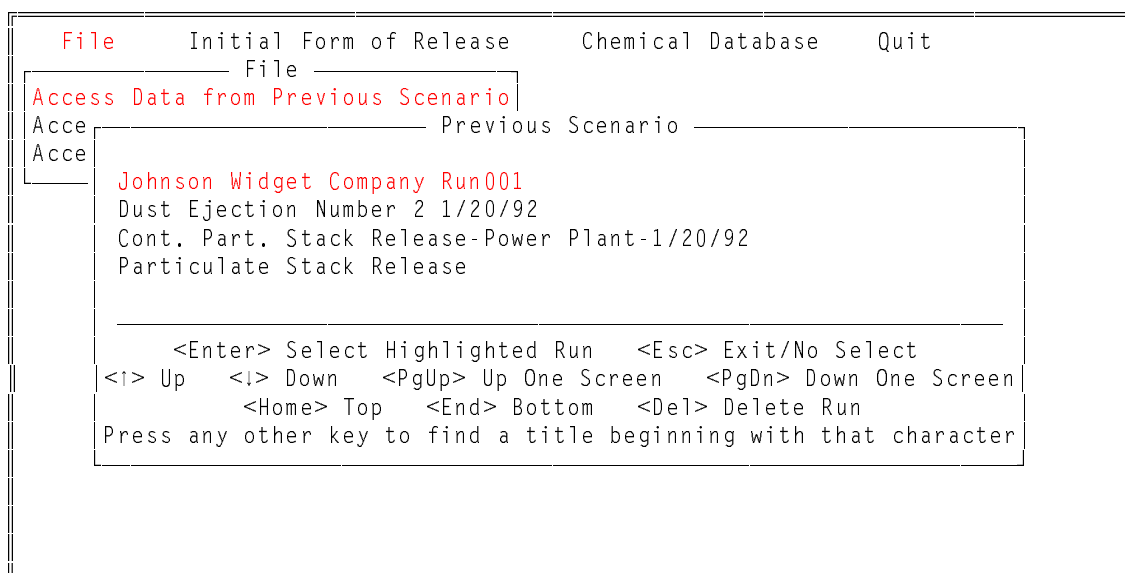 File Initial Form of Release Chemical Database Quit
File
Access Data from Previous Scenario
Acce
Previous Scenario
Acce
Johnson Widget Company Run001
Dust Ejection Number 2 1/20/92
Cont. Part. Stack Release-Power Plant-1/20/92
Particulate Stack Release
<Enter> Select Highlighted Run <Esc> Exit/No Select
<↑> Up <↓> Down <PgUp> Up One Screen <PgDn> Down One Screen
<Home> Top <End> Bottom <Del> Delete Run
Press any other key to find a title beginning with that character